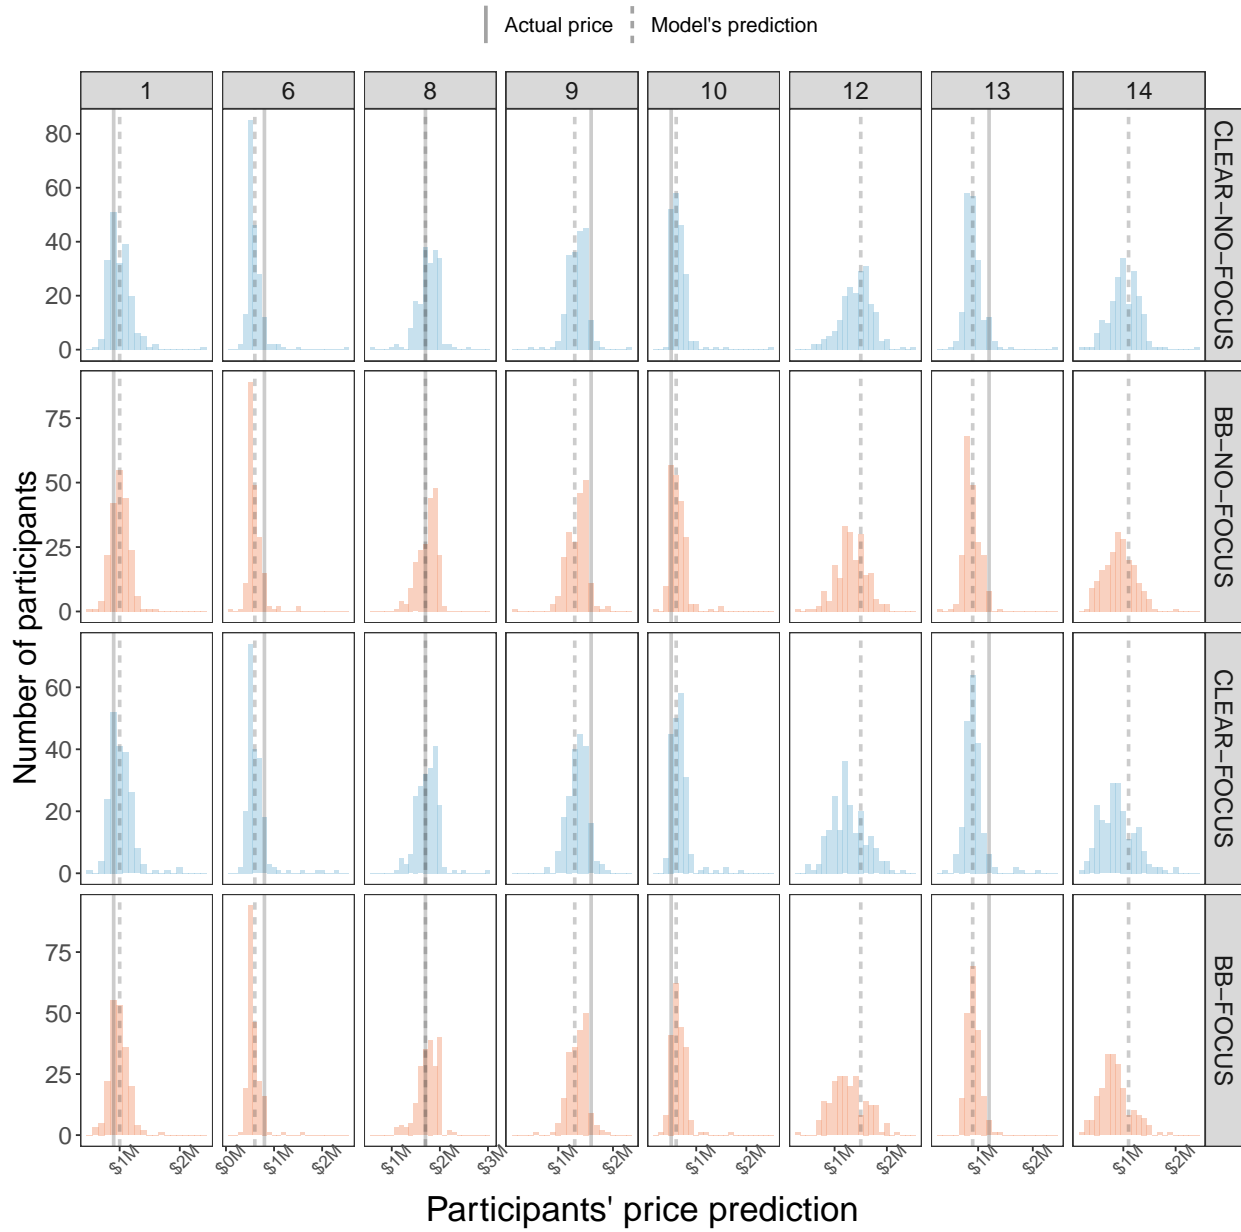 Actual price Model's prediction
1 6 8 9 10 12 13 14
Number of participants
80
60
40
20
0
CLEAR−NO−FOCUS
75
50
25
0
BB−NO−FOCUS
60
40
20
0
CLEAR−FOCUS
75
50
25
0
BB−FOCUS
$1M $2M $0M $1M $2M $1M $2M $3M $1M $2M $1M $2M $1M $2M $1M $2M $1M $2M
Participants' price prediction